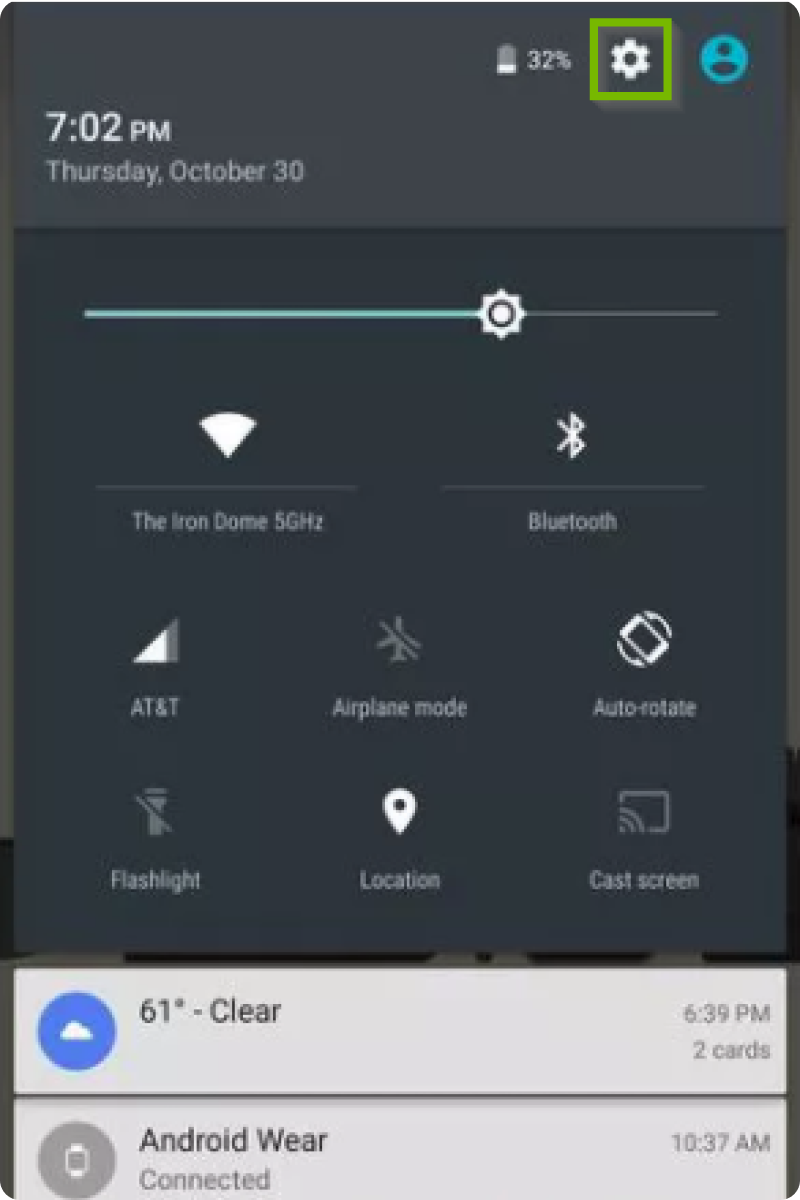 32%
7:02 PM
Thursday, October 30
The Iron Dome 5GHz
Bluetooth
AT&T
Airplane mode
Auto-rotate
Flashlight
Location
Cast screen
61° - Clear
6:39 PM
2 cards
Android Wear
10:37 AM
Connected